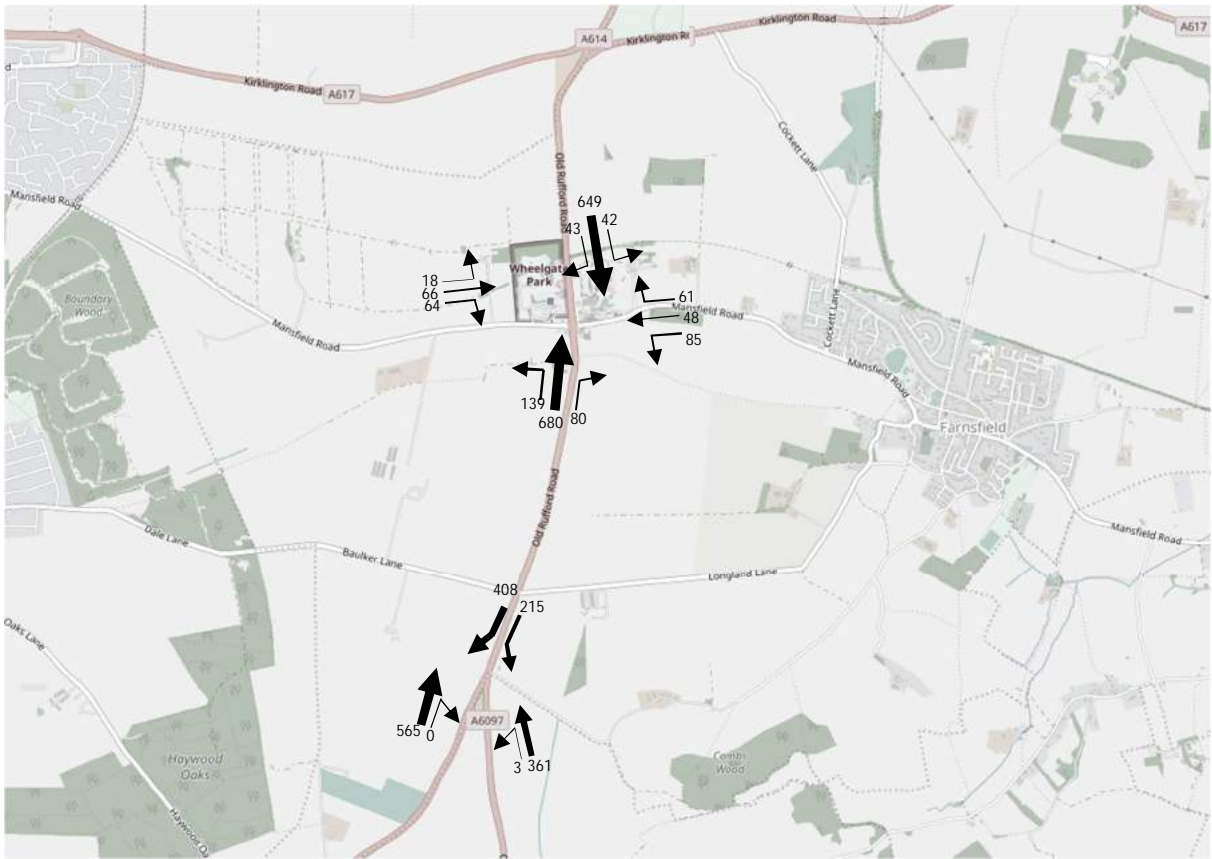 Kirklington Road
A617
A614
Kirklington R
d
Kirklington Road
A617
Cockett Lane
Old Rufford Road
Mansfield Road
649
43
42
Wheelgate
Park
18
66
64
61
Mansfield Road
48
85
Boundary
Wood
Mansfield Road
Cockett Lane
Mansfield Road
139
680
80
Farnsfield
Old Rufford Road
Dale Lane
Baulker Lane
Mansfield Road
Longland Lane
408
215
Oaks Lane
565
0
A6097
3
361
Haywood
Oaks
Combs
Wood
Haywood Oa